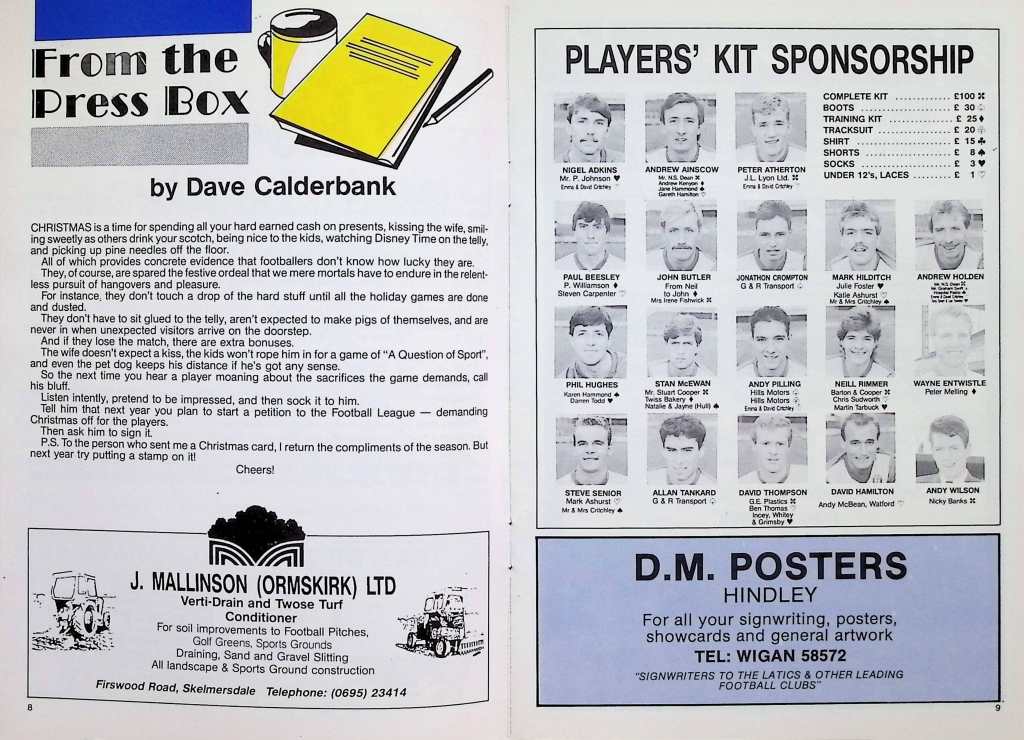 From the
Press Box
by Dave Calderbank
CHRISTMAS is a time for spending all your hard earned cash on presents, kissing the wife, smil-
ing sweetly as others drink your scotch, being nice to the kids, watching Disney Time on the telly,
and picking up pine needles off the floor.
All of which provides concrete evidence that footballers don't know how lucky they are.
They, of course, are spared the festive ordeal that we mere mortals have to endure in the relent-
less pursuit of hangovers and pleasure.
For instance, they don't touch a drop of the hard stuff until all the holiday games are done
and dusted.
They don't have to sit glued to the telly, aren't expected to make pigs of themselves, and are
never in when unexpected visitors arrive on the doorstep.
And if they lose the match, there are extra bonuses.
The wife doesn't expect a kiss, the kids won't rope him in for a game of "A Question of Sport",
and even the pet dog keeps his distance if he's got any sense.
So the next time you hear a player moaning about the sacrifices the game demands, call
his bluff.
Listen intently, pretend to be impressed, and then sock it to him.
Tell him that next year you plan to start a petition to the Football League — demanding
Christmas off for the players.
Then ask him to sign it.
P.S. To the person who sent me a Christmas card, I return the compliments of the season. But
next year try putting a stamp on it!
Cheers!
J. MALLINSON (ORMSKIRK) LTD
Verti-Drain and Twose Turf
Conditioner
For soil improvements to Football Pitches,
Golf Greens, Sports Grounds
Draining, Sand and Gravel Slitting
All landscape & Sports Ground construction
Firswood Road, Skelmersdale Telephone: (0695) 23414
8
PLAYERS' KIT SPONSORSHIP
COMPLETE KIT .............. £100 ⌘
BOOTS .............. £ 30 ♤
TRAINING KIT .............. £ 25 ♦
TRACKSUIT .............. £ 20 ♧
SHIRT .............. £ 15 ♣
SHORTS .............. £ 8 ♠
SOCKS .............. £ 3 ♥
UNDER 12's, LACES ......... £ 1 ♡
NIGEL ADKINS
Mr. P. Johnson ♥
Emma & David Critchley ♡
ANDREW AINSCOW
Mr. N.S. Dean ⌘
Andrew Kenyon ♦
Jane Hammond ♠
Gareth Hamilton ♡
PETER ATHERTON
J.L. Lyon Ltd. ⌘
Emma & David Critchley ♡
PAUL BEESLEY
P. Williamson ♦
Steven Carpenter ♡
JOHN BUTLER
From Neil
to John ♦
Mrs Irene Fishwick ⌘
JONATHON CROMPTON
G & R Transport ♤
MARK HILDITCH
Julie Foster ♥
Katie Ashurst ♡
Mr & Mrs Critchley ♠
ANDREW HOLDEN
Mr. N.S. Dean ⌘
PHIL HUGHES
Karen Hammond ♠
Darren Todd ♥
STAN McEWAN
Mr. Stuart Cooper ⌘
Twiss Bakery ♦
Natalie & Jayne (Hull) ♠
ANDY PILLING
Hills Motors ♤
Hills Motors ♧
Emma & David Critchley ♡
NEILL RIMMER
Barton & Cooper ⌘
Chris Sudworth ♡
Martin Tarbuck ♥
WAYNE ENTWISTLE
Peter Melling ♦
STEVE SENIOR
Mark Ashurst ♡
Mr & Mrs Critchley ♠
ALLAN TANKARD
G & R Transport ♤
DAVID THOMPSON
G.E. Plastics ⌘
Ben Thomas ♡
Incey, Whitey
& Grimsby ♥
DAVID HAMILTON
Andy McBean, Watford ♡
ANDY WILSON
Nicky Banks ⌘
D.M. POSTERS
HINDLEY
For all your signwriting, posters,
showcards and general artwork
TEL: WIGAN 58572
"SIGNWRITERS TO THE LATICS & OTHER LEADING
FOOTBALL CLUBS"
9